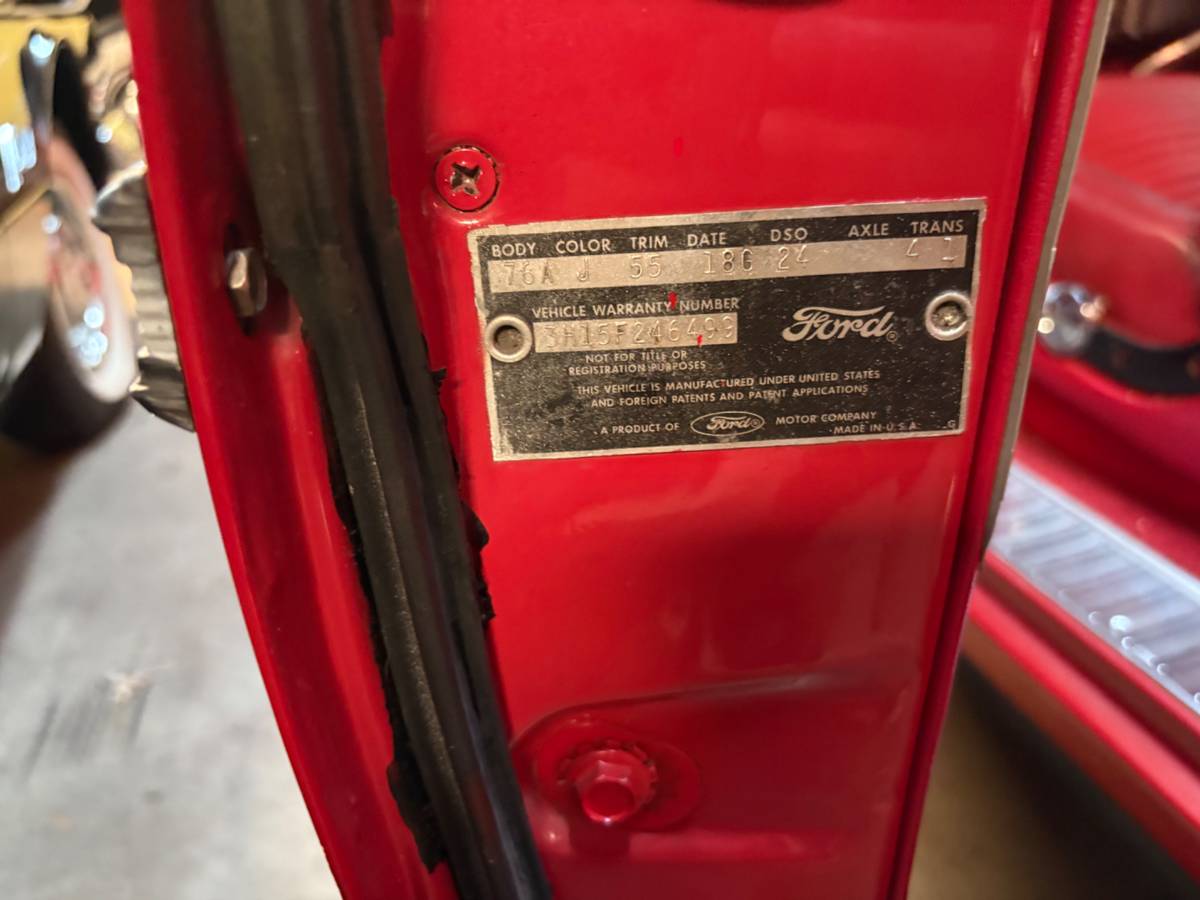 BODY COLOR TRIM DATE DSO AXLE TRANS
76A J 55 18G 24 4 1
VEHICLE WARRANTY NUMBER
3H15F246499
Ford
NOT FOR TITLE OR
REGISTRATION PURPOSES
THIS VEHICLE IS MANUFACTURED UNDER UNITED STATES
AND FOREIGN PATENTS AND PATENT APPLICATIONS
A PRODUCT OF Ford MOTOR COMPANY
MADE IN U.S.A. G